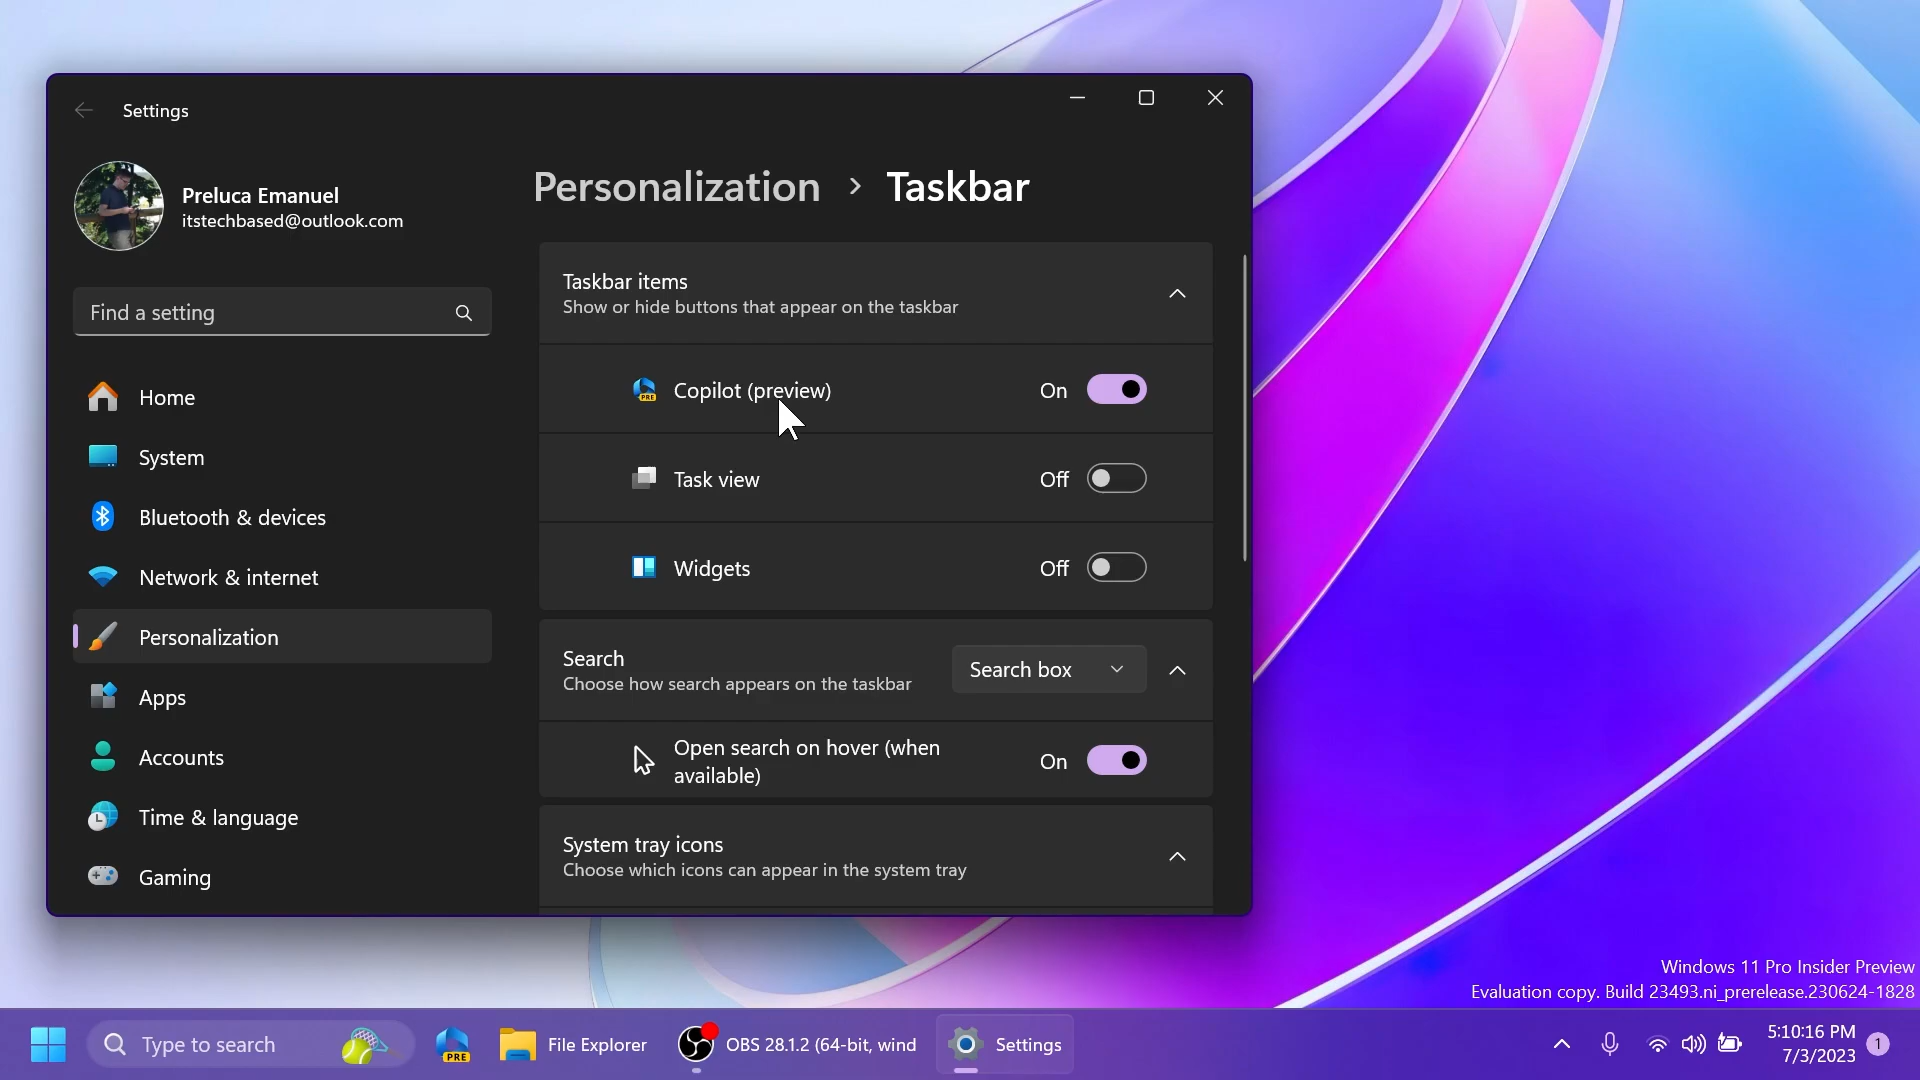 Settings
Preluca Emanuel
itstechbased@outlook.com
Find a setting
Home
System
Bluetooth & devices
Network & internet
Personalization
Apps
Accounts
Time & language
Gaming
Personalization > Taskbar
Taskbar items
Show or hide buttons that appear on the taskbar
PRE
Copilot (preview)
On
Task view
Off
Widgets
Off
Search
Choose how search appears on the taskbar
Search box
Open search on hover (when
available)
On
System tray icons
Choose which icons can appear in the system tray
Windows 11 Pro Insider Preview
Evaluation copy. Build 23493.ni_prerelease.230624-1828
Type to search
PRE
File Explorer
OBS 28.1.2 (64-bit, wind
Settings
5:10:16 PM
7/3/2023
1